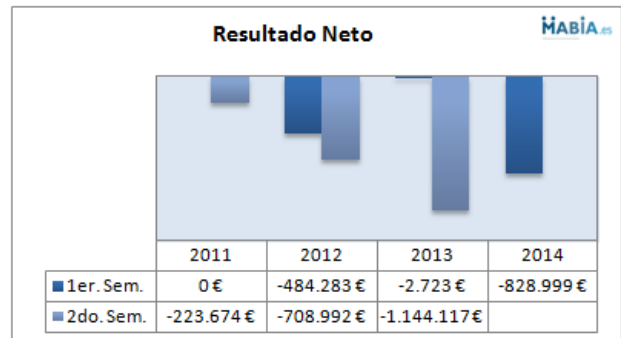 Resultado Neto
HABÍA.es
2011 2012 2013 2014
1er. Sem. 0 € -484.283 € -2.723 € -828.999 €
2do. Sem. -223.674 € -708.992 € -1.144.117 €